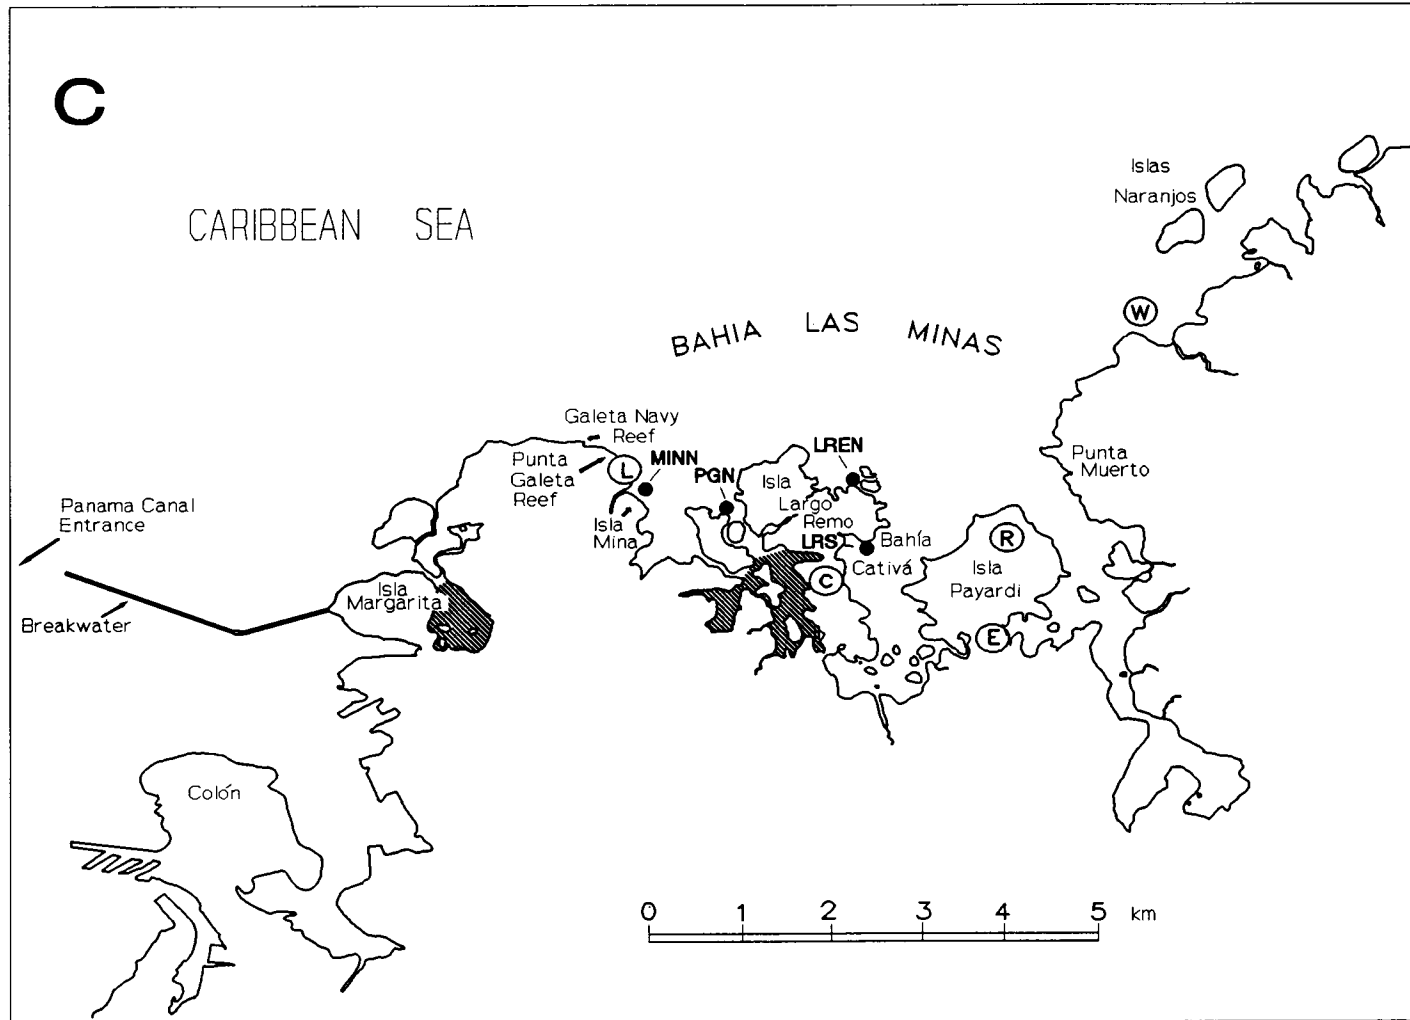 C
CARIBBEAN SEA
Islas
Naranjos
W
BAHIA LAS MINAS
Galeta Navy
Reef
Punta
Galeta
Reef
L
MINN
PGN
LREN
Isla
Largo
Remo
LRS
Bahía
Cativá
C
Isla
Mina
Punta
Muerto
R
Isla
Payardi
E
Panama Canal
Entrance
Isla
Margarita
Breakwater
Colón
0 1 2 3 4 5 km